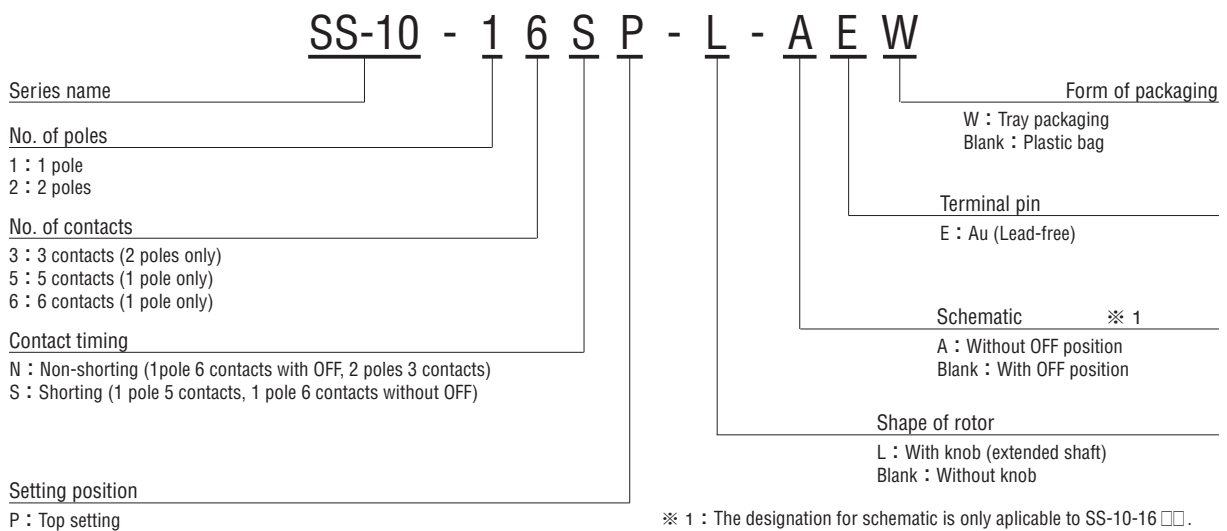 SS-10 - 1 6 S P - L - A E W
Series name
No. of poles
1 : 1 pole
2 : 2 poles
No. of contacts
3 : 3 contacts (2 poles only)
5 : 5 contacts (1 pole only)
6 : 6 contacts (1 pole only)
Contact timing
N : Non-shorting (1pole 6 contacts with OFF, 2 poles 3 contacts)
S : Shorting (1 pole 5 contacts, 1 pole 6 contacts without OFF)
Setting position
P : Top setting
Form of packaging
W : Tray packaging
Blank : Plastic bag
Terminal pin
E : Au (Lead-free)
Schematic ※ 1
A : Without OFF position
Blank : With OFF position
Shape of rotor
L : With knob (extended shaft)
Blank : Without knob
※ 1 : The designation for schematic is only apliicable to SS-10-16 □□.